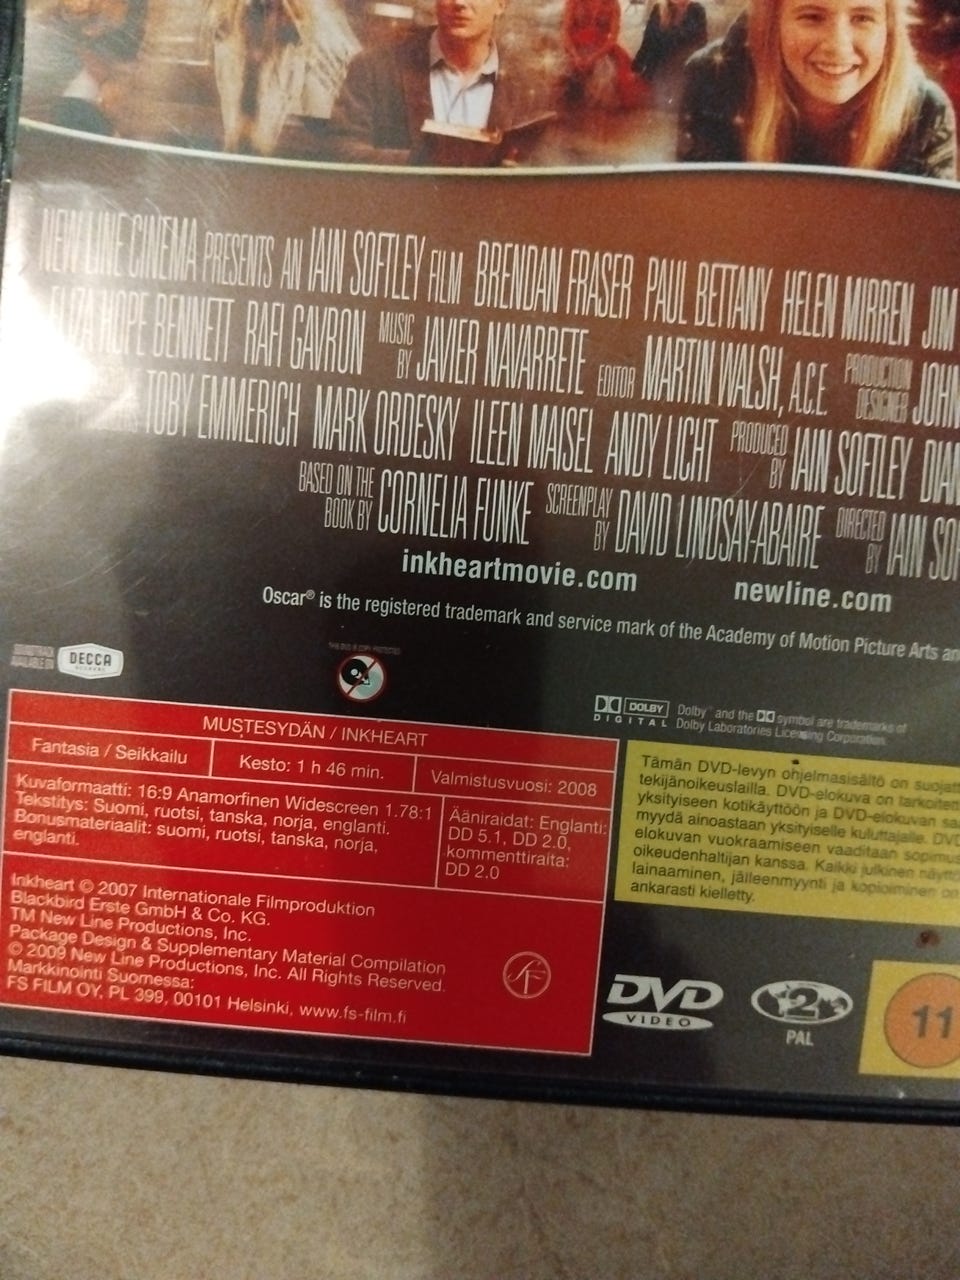 NEW LINE CINEMA PRESENTS AN IAIN SOFTLEY FILM BRENDAN FRASER PAUL BETTANY HELEN MIRREN JIM
ELIZA HOPE BENNETT RAFI GAVRON MUSIC BY JAVIER NAVARRETE EDITOR MARTIN WALSH, A.C.E. PRODUCTION DESIGNER JOHN
TOBY EMMERICH MARK ORDESKY ILEEN MAISEL ANDY LICHT PRODUCED BY IAIN SOFTLEY
BASED ON THE BOOK BY CORNELIA FUNKE SCREENPLAY BY DAVID LINDSAY-ABAIRE DIRECTED BY IAIN
inkheartmovie.com newline.com
Oscar® is the registered trademark and service mark of the Academy of Motion Picture Arts
SOUNDTRACK
AVAILABLE ON
DECCA
RECORDS
THIS DVD IS COPY PROTECTED
DOLBY
DIGITAL
Dolby and the symbol are trademarks of
Dolby Laboratories Licensing Corporation.
MUSTESYDÄN / INKHEART
Fantasia / Seikkailu
Kesto: 1 h 46 min.
Valmistusvuosi: 2008
Kuvaformaatti: 16:9 Anamorfinen Widescreen 1.78:1
Tekstitys: Suomi, ruotsi, tanska, norja, englanti.
Bonusmateriaalit: suomi, ruotsi, tanska, norja,
englanti.
Ääniraidat: Englanti:
DD 5.1, DD 2.0,
kommenttiraita:
DD 2.0
Inkheart © 2007 Internationale Filmproduktion
Blackbird Erste GmbH & Co. KG.
TM New Line Productions, Inc.
Package Design & Supplementary Material Compilation
© 2009 New Line Productions, Inc. All Rights Reserved.
Markkinointi Suomessa:
FS FILM OY, PL 399, 00101 Helsinki, www.fs-film.fi
SF
Tämän DVD-levyn ohjelmasisältö on
tekijänoikeuslailla. DVD-elokuva on
yksityiseen kotikäyttöön ja DVD-elokuvan
myydä ainoastaan yksityiselle kuluttajalle.
elokuvan vuokraamiseen vaaditaan
oikeudenhaltijan kanssa. Kaikki julkinen
lainaaminen, jälleenmyynti ja kopioiminen on
ankarasti kielletty.
DVD
VIDEO
2
PAL
11